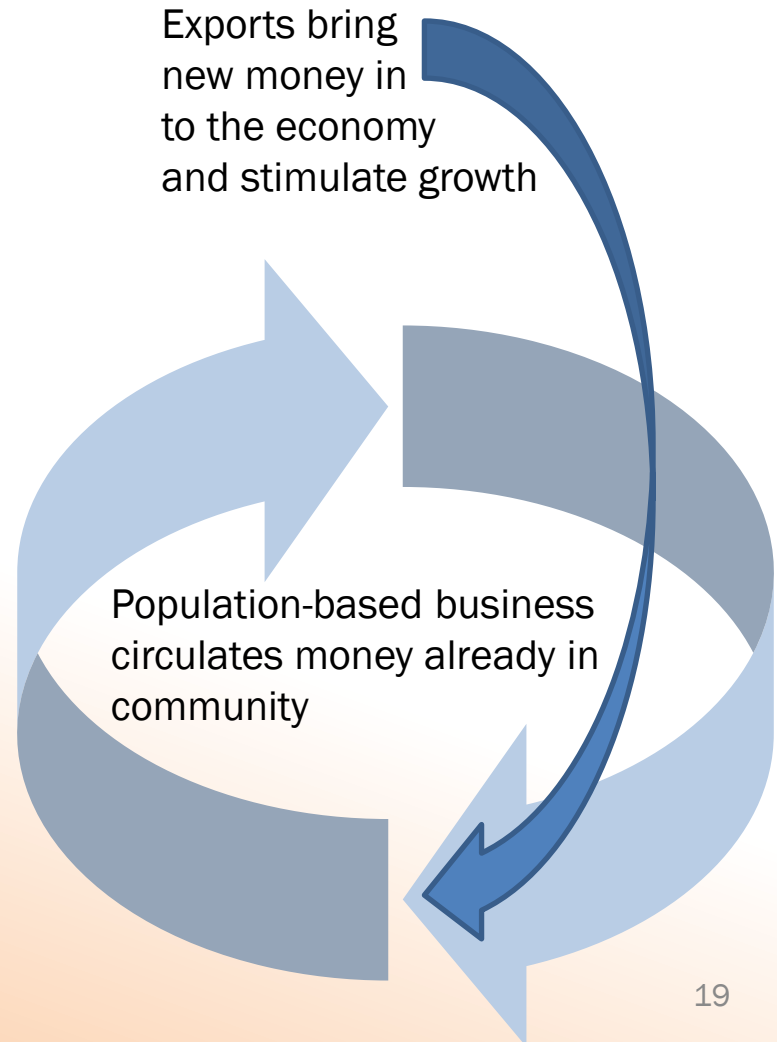 Exports bring
new money in
to the economy
and stimulate growth
Population-based business
circulates money already in
community
19